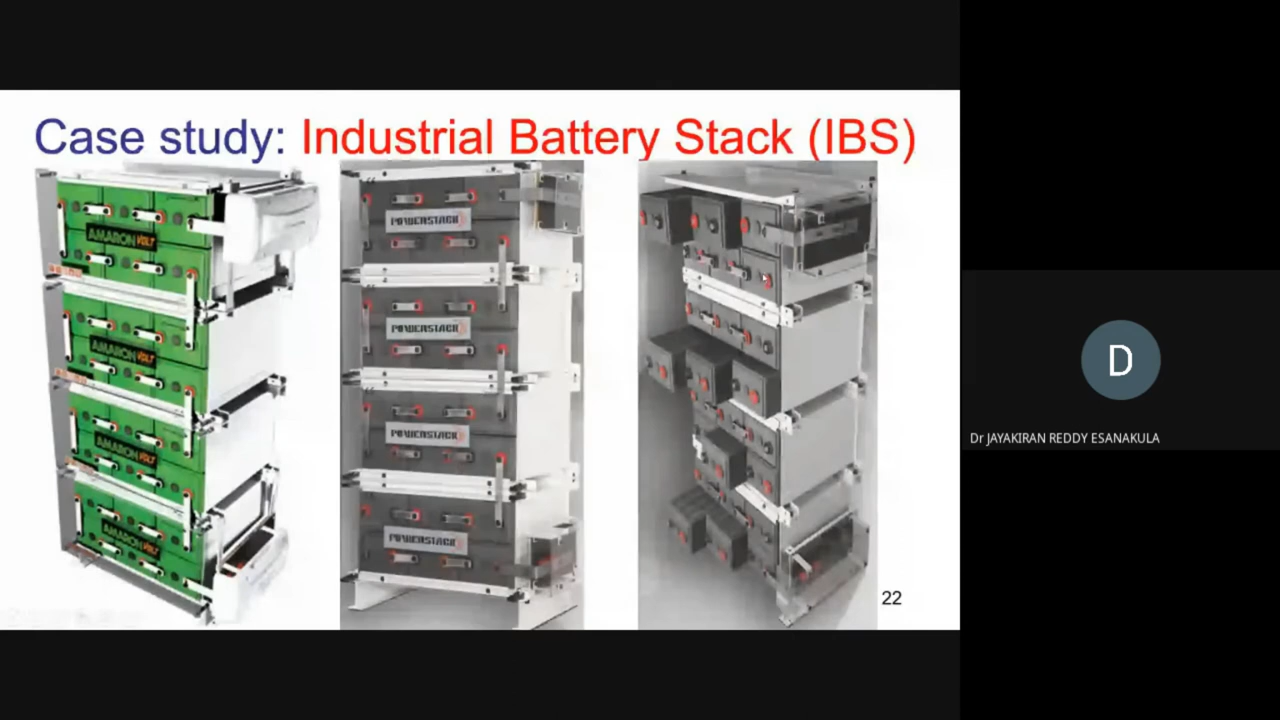 Case study: Industrial Battery Stack (IBS)
AMARON VOLT
AMARON VOLT
AMARON VOLT
AMARON VOLT
POWERSTACK
POWERSTACK
POWERSTACK
POWERSTACK
22
D
Dr JAYAKIRAN REDDY ESANAKULA